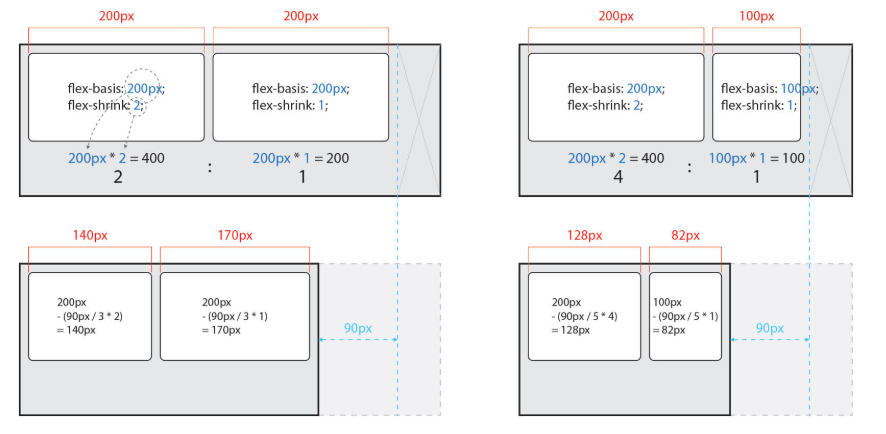 200px
200px
flex-basis: 200px;
flex-shrink: 2;
flex-basis: 200px;
flex-shrink: 1;
200px * 2 = 400
2
:
200px * 1 = 200
1
200px
100px
flex-basis: 200px;
flex-shrink: 2;
flex-basis: 100px;
flex-shrink: 1;
200px * 2 = 400
4
:
100px * 1 = 100
1
140px
170px
200px
- (90px / 3 * 2)
= 140px
200px
- (90px / 3 * 1)
= 170px
90px
128px
82px
200px
- (90px / 5 * 4)
= 128px
100px
- (90px / 5 * 1)
= 82px
90px